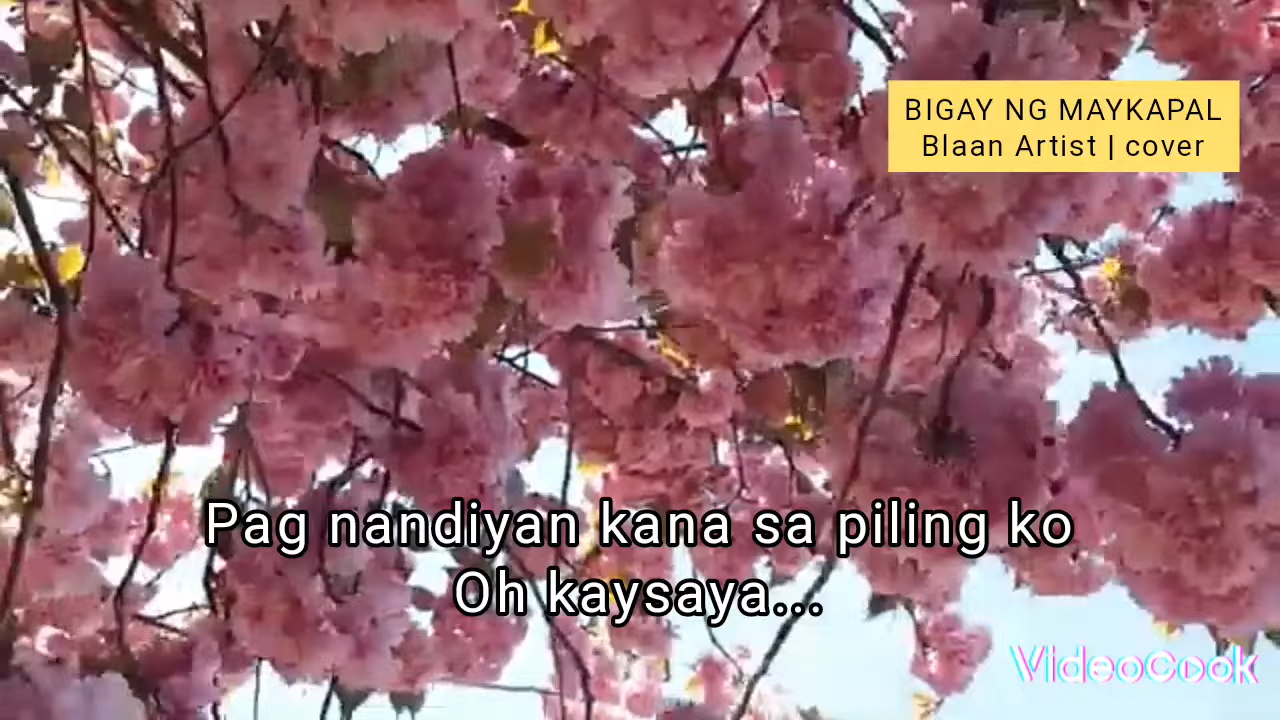 BIGAY NG MAYKAPAL
Blaan Artist | cover
Pag nandiyan kana sa piling ko
Oh kaysaya...
VideoCook